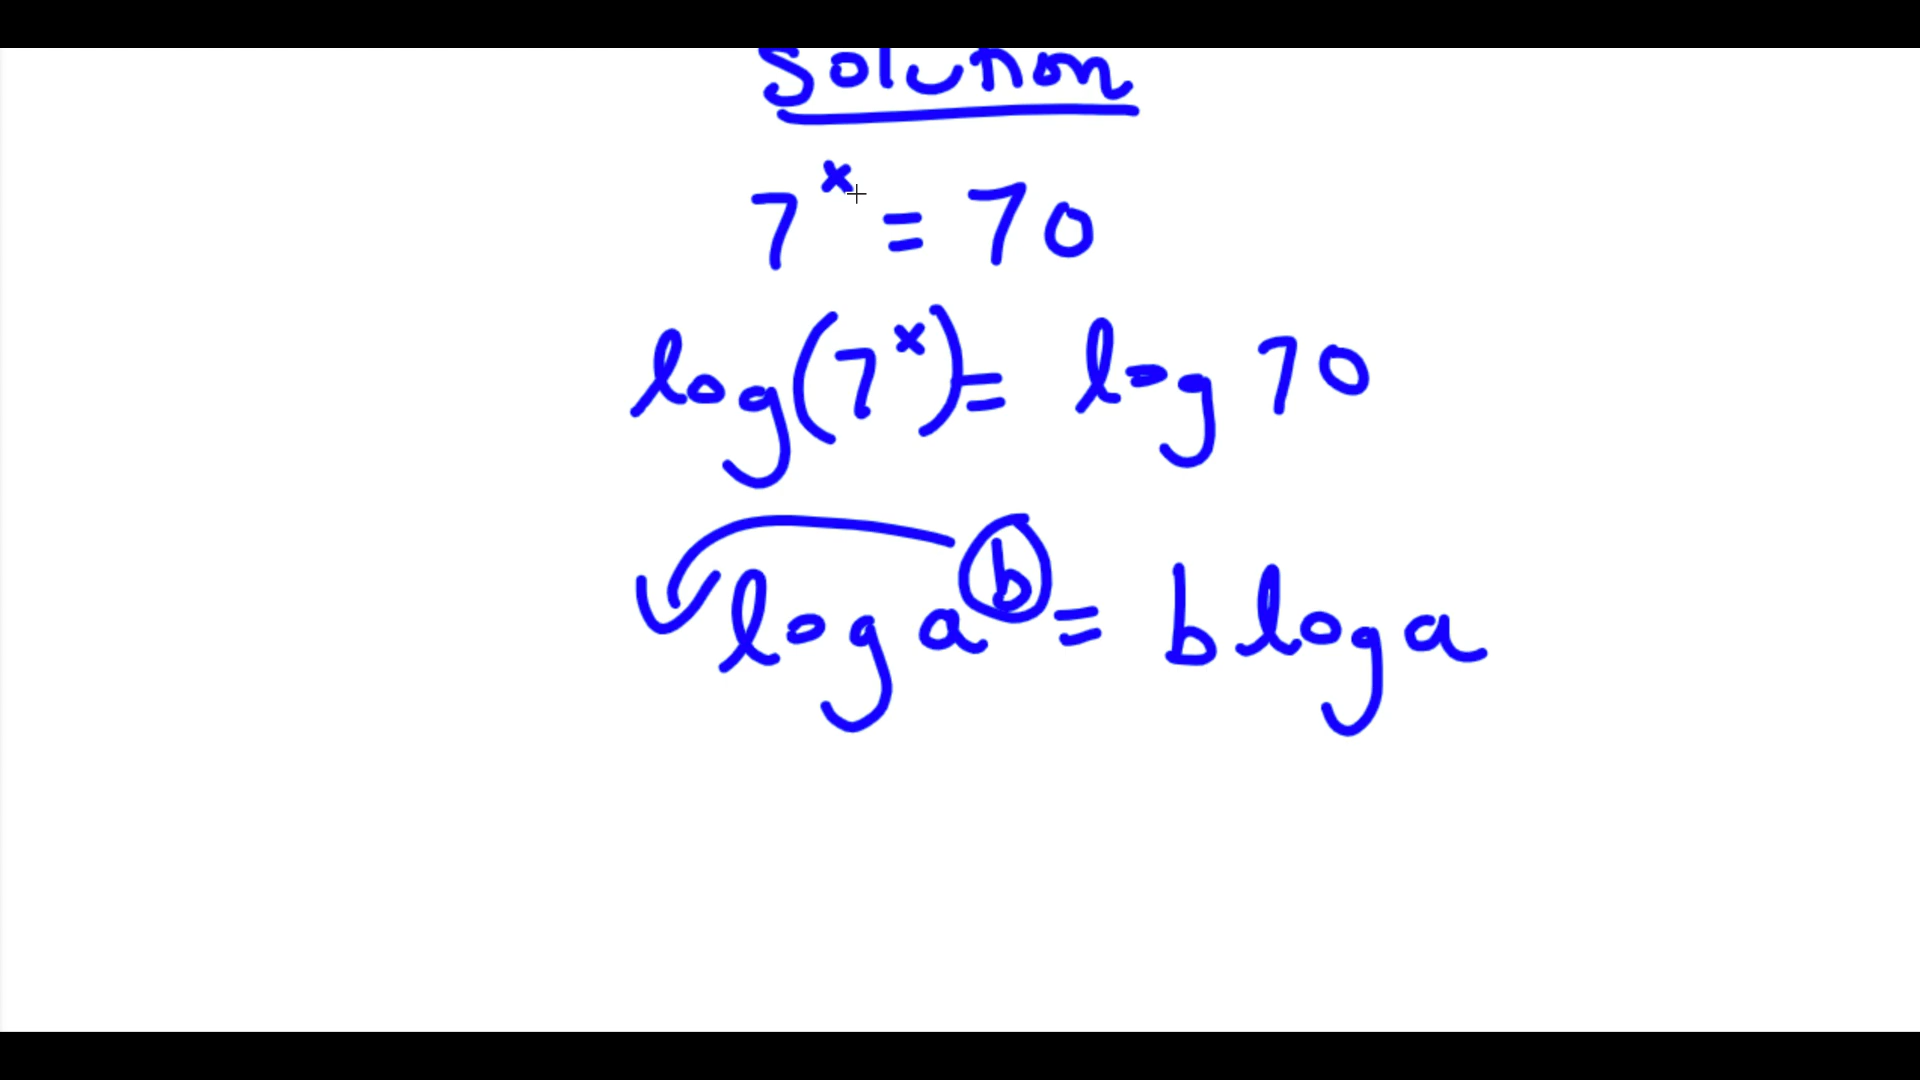 Solution
7^x = 70
log(7^x) = log 70
log a^b = b log a